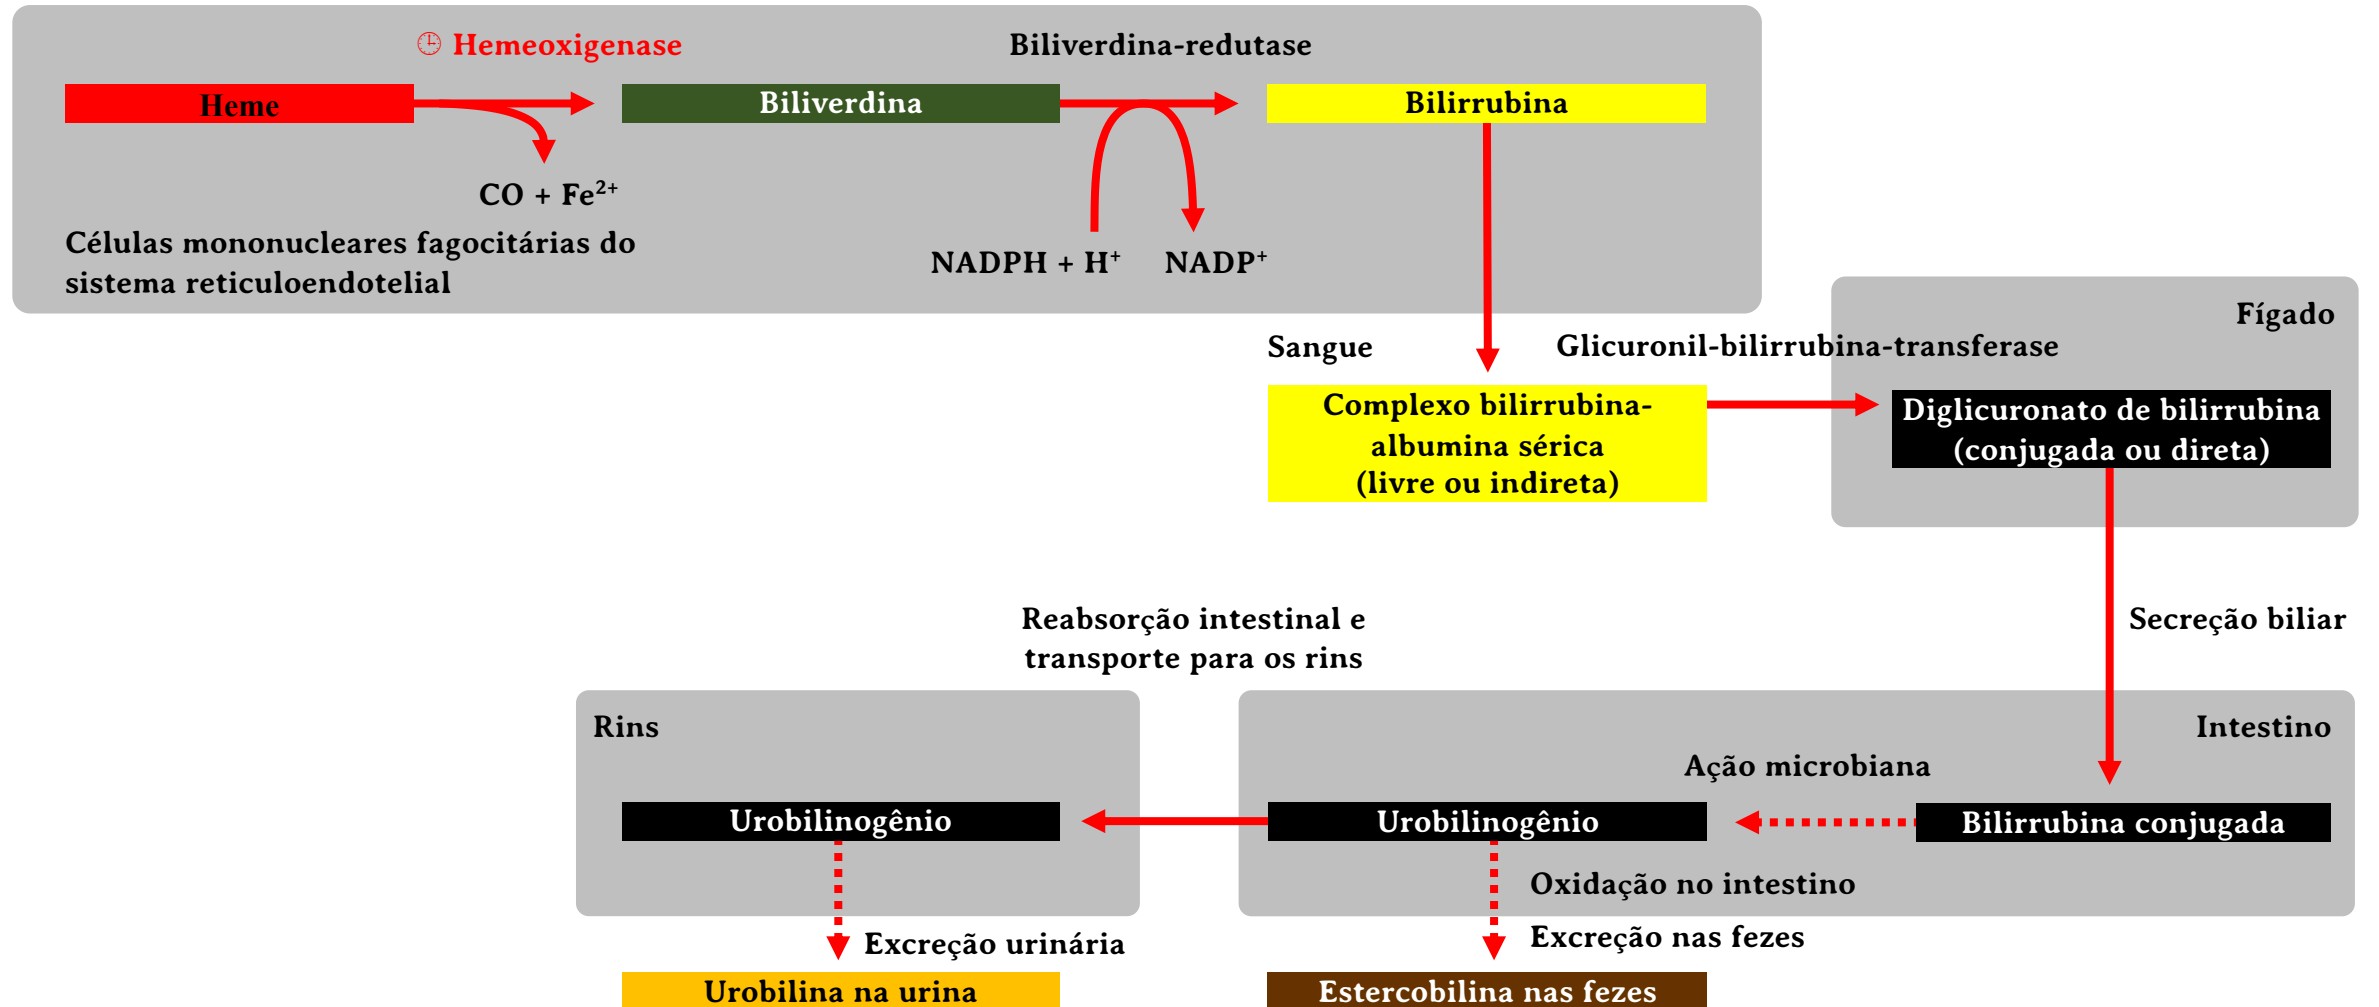 🕒 Hemeoxigenase
Biliverdina-redutase
Heme
Biliverdina
Bilirrubina
CO + Fe²⁺
Células mononucleares fagocitárias do
sistema reticuloendotelial
NADPH + H⁺
NADP⁺
Fígado
Sangue
Glicuronil-bilirrubina-transferase
Complexo bilirrubina-
albumina sérica
(livre ou indireta)
Diglicuronato de bilirrubina
(conjugada ou direta)
Reabsorção intestinal e
transporte para os rins
Secreção biliar
Rins
Intestino
Ação microbiana
Urobilinogênio
Urobilinogênio
Bilirrubina conjugada
Oxidação no intestino
Excreção urinária
Excreção nas fezes
Urobilina na urina
Estercobilina nas fezes